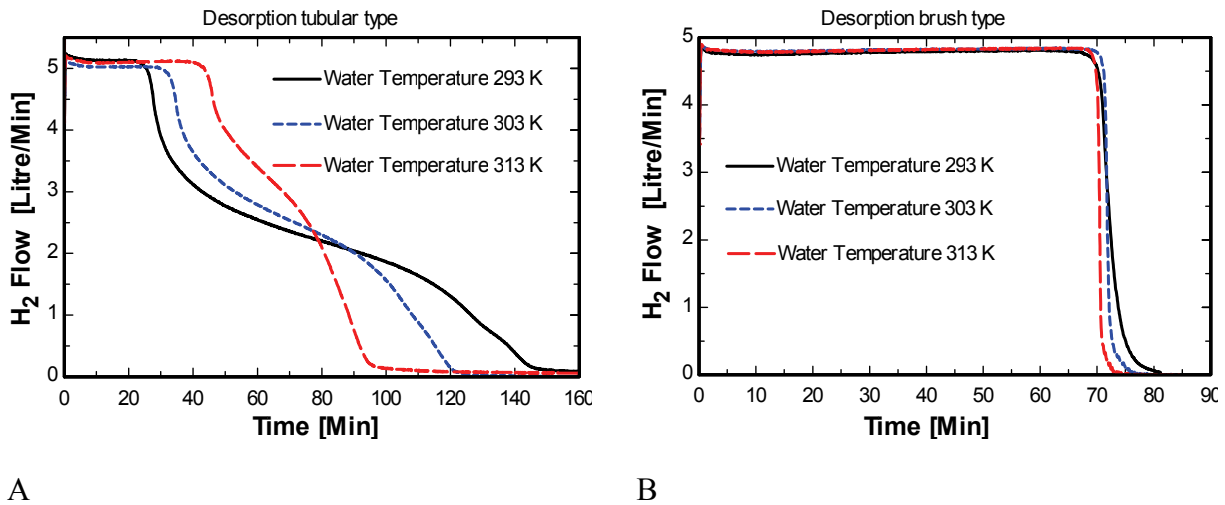 Desorption tubular type
H2 Flow [Litre/Min]
5
4
3
2
1
0
Water Temperature 293 K
Water Temperature 303 K
Water Temperature 313 K
0 20 40 60 80 100 120 140 160
Time [Min]
A
Desorption brush type
H2 Flow [Litre/Min]
5
4
3
2
1
0
Water Temperature 293 K
Water Temperature 303 K
Water Temperature 313 K
0 10 20 30 40 50 60 70 80 90
Time [Min]
B